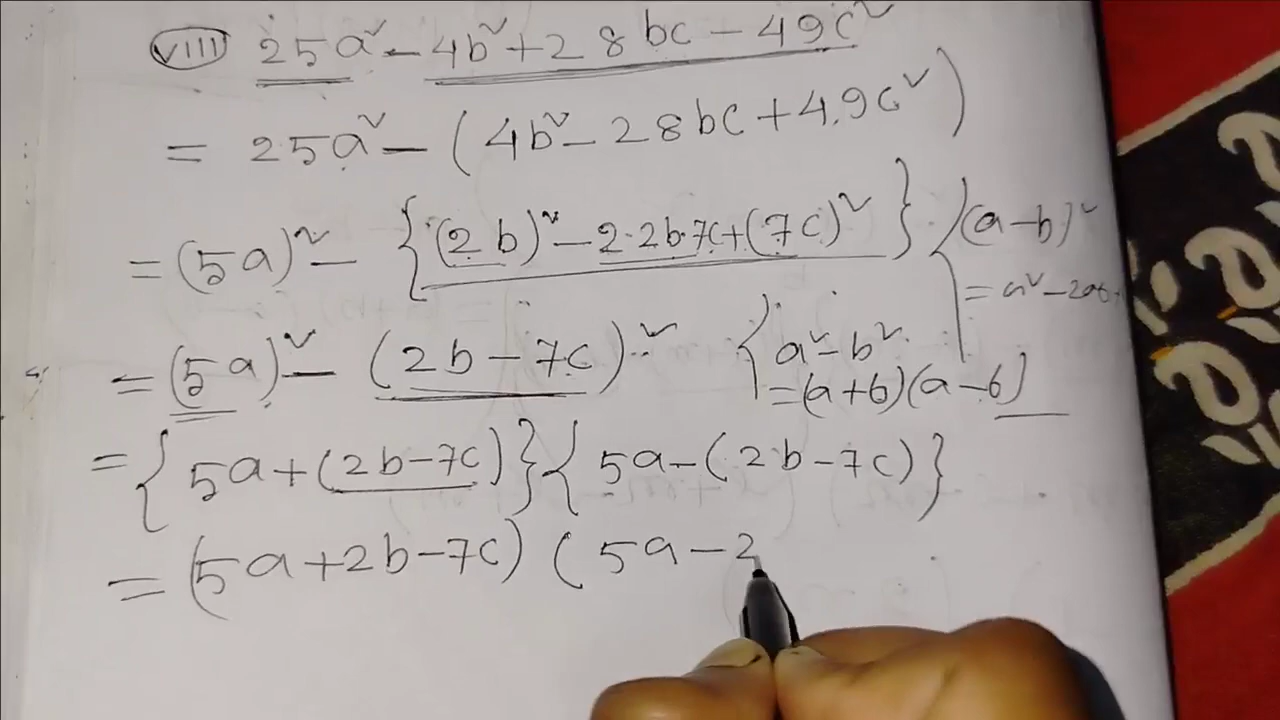 (viii) 25a² - 4b² + 28bc - 49c²
= 25a² - (4b² - 28bc + 49c²)
= (5a)² - {(2b)² - 2·2b·7c + (7c)²}
(a-b)²
= a² - 2ab
= (5a)² - (2b - 7c)²
a² - b²
= (a+b)(a-b)
= {5a + (2b - 7c)} {5a - (2b - 7c)}
= (5a + 2b - 7c) (5a - 2